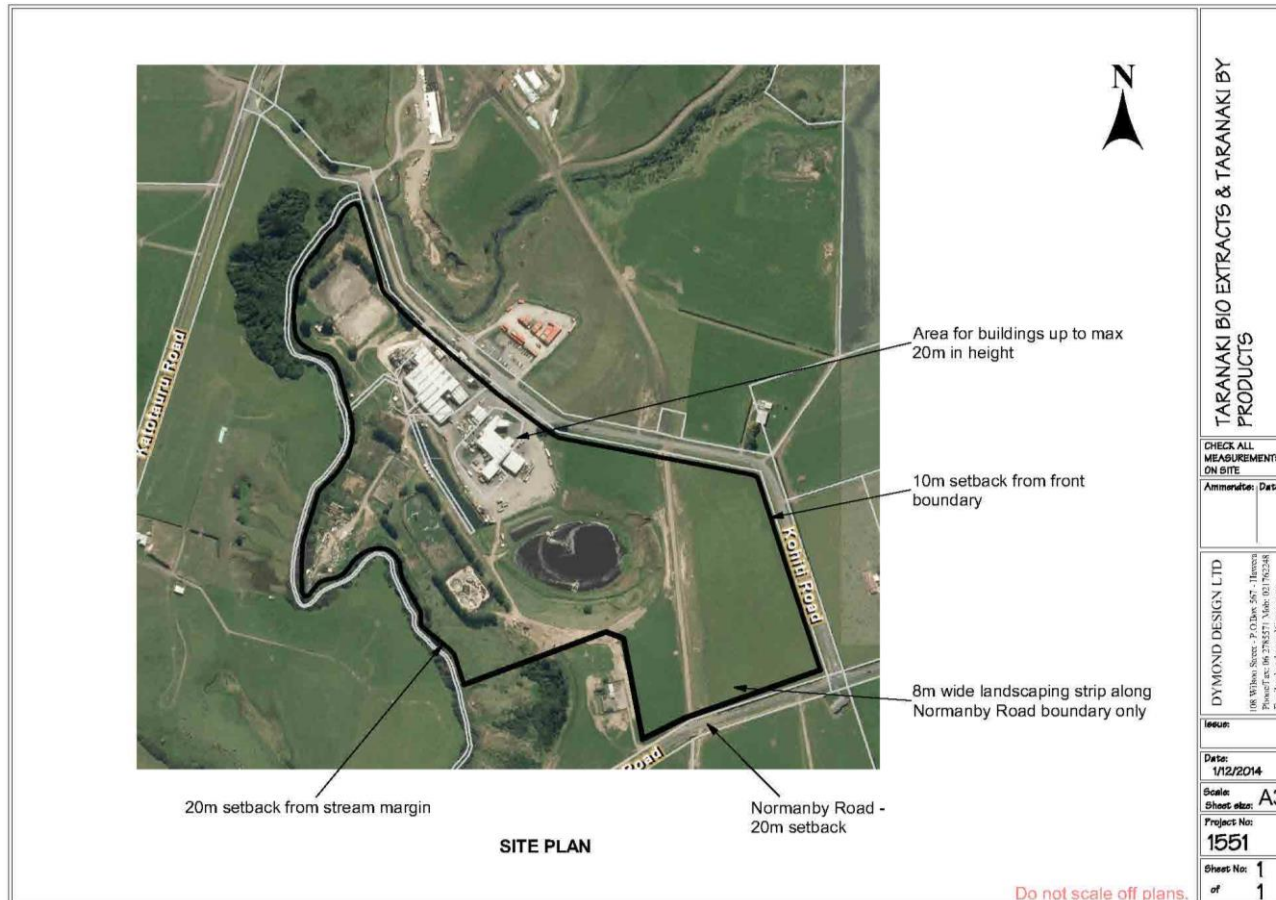 N
Katotauru Road
Kohiti Road
Road
Area for buildings up to max
20m in height
10m setback from front
boundary
8m wide landscaping strip along
Normanby Road boundary only
20m setback from stream margin
Normanby Road -
20m setback
SITE PLAN
Do not scale off plans.
TARANAKI BIO EXTRACTS & TARANAKI BY
PRODUCTS
CHECK ALL
MEASUREMENTS
ON SITE
Ammendits:
DYMOND DESIGN LTD
Issue:
Date:
1/12/2014
Scale:
Sheet size: A3
Project No:
1551
Sheet No: 1
of 1